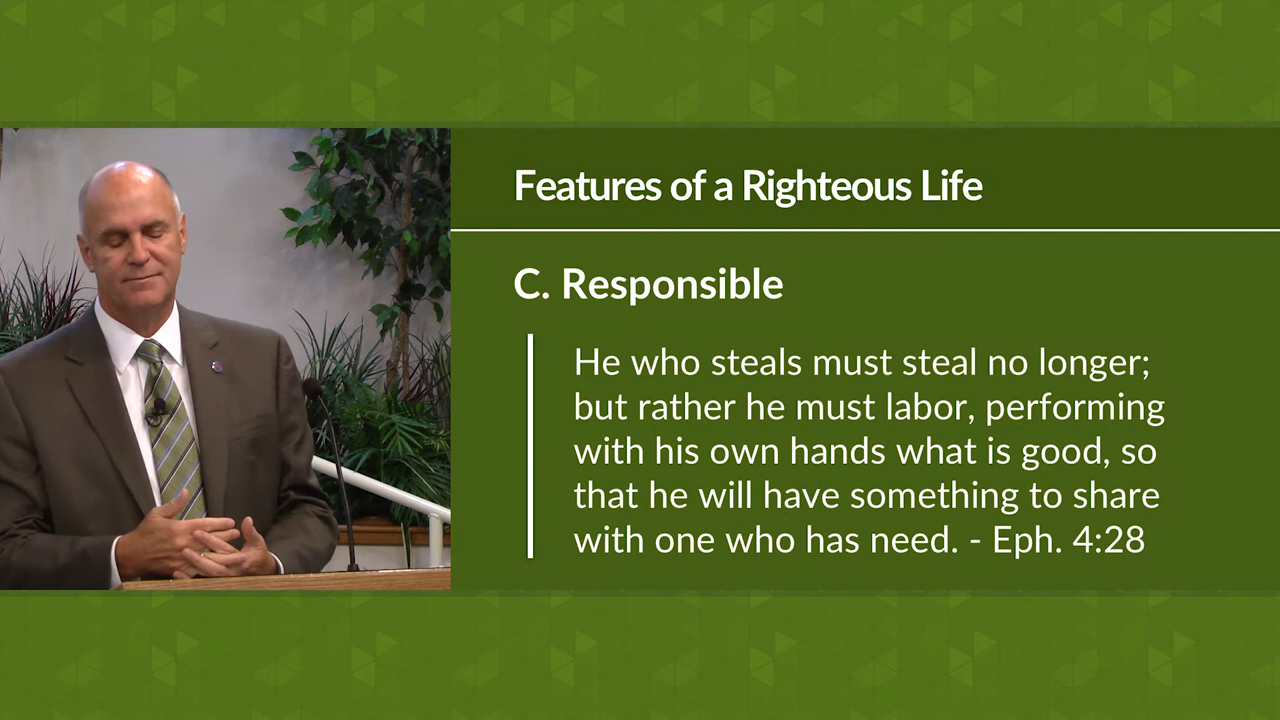 Features of a Righteous Life
C. Responsible
He who steals must steal no longer;
but rather he must labor, performing
with his own hands what is good, so
that he will have something to share
with one who has need. - Eph. 4:28